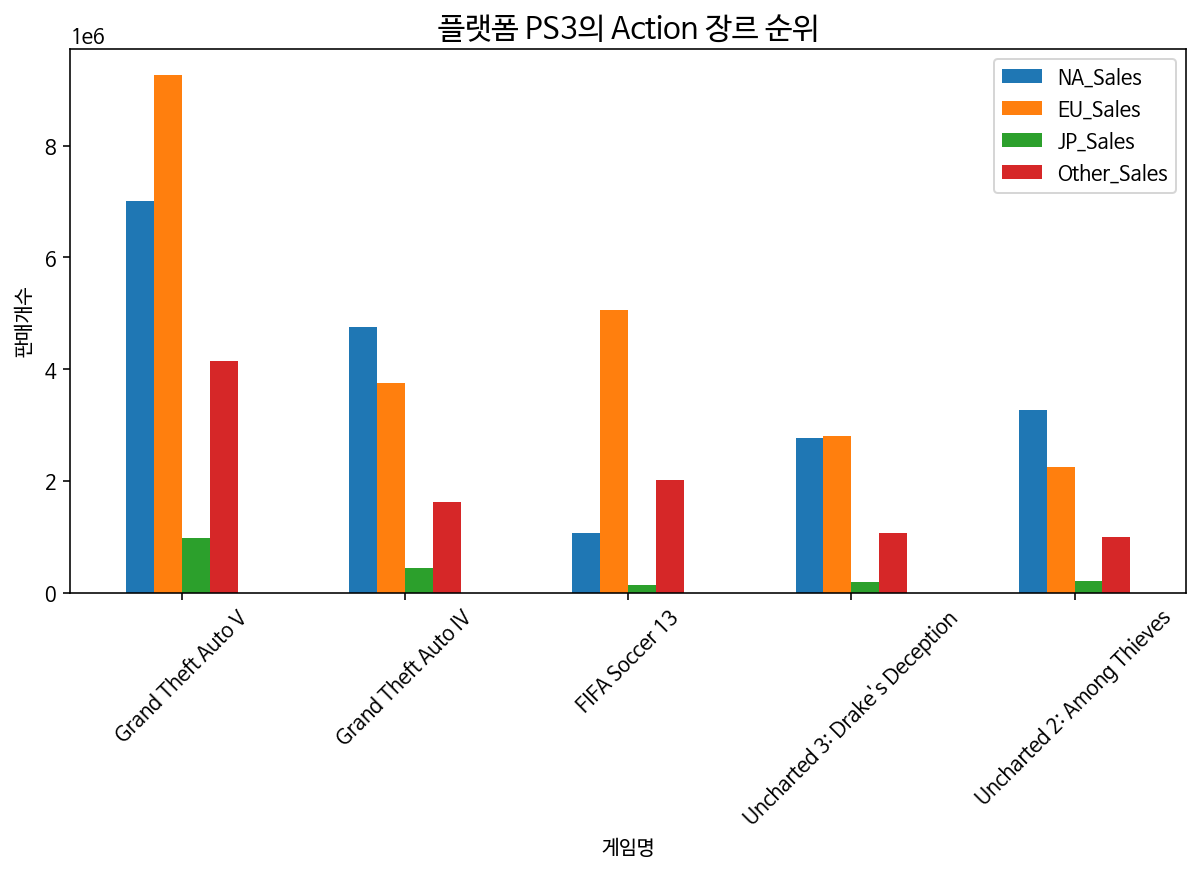 플랫폼 PS3의 Action 장르 순위
1e6
NA_Sales
EU_Sales
JP_Sales
Other_Sales
8
6
4
2
0
판매개수
Grand Theft Auto V
Grand Theft Auto IV
FIFA Soccer 13
Uncharted 3: Drake's Deception
Uncharted 2: Among Thieves
게임명